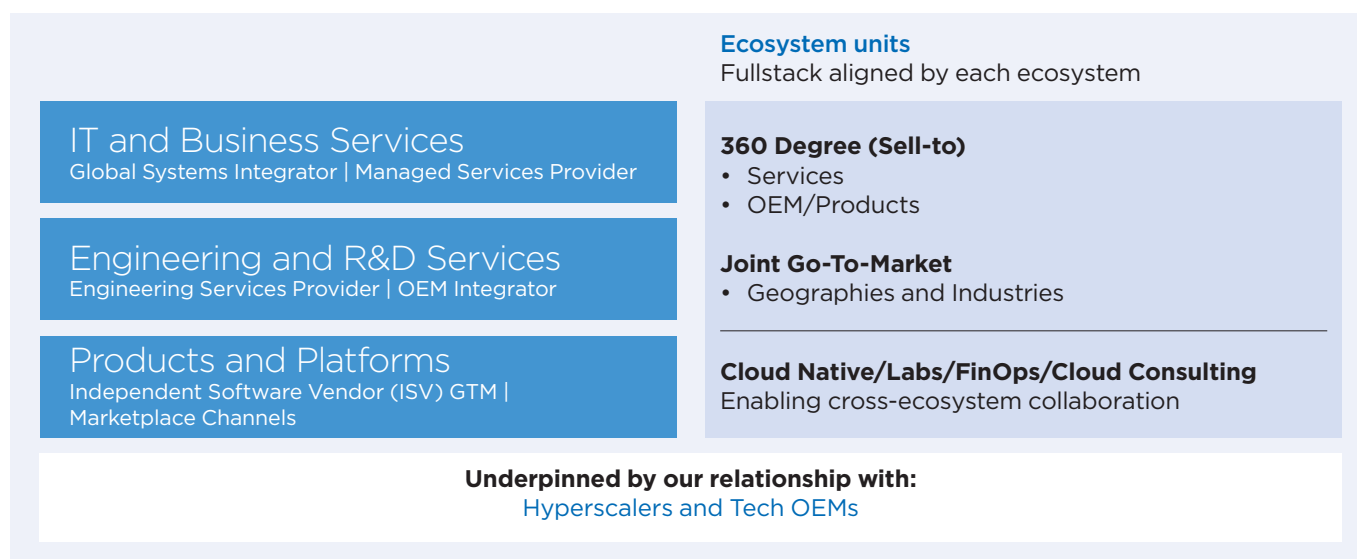 Ecosystem units
Fullstack aligned by each ecosystem
IT and Business Services
Global Systems Integrator | Managed Services Provider
Engineering and R&D Services
Engineering Services Provider | OEM Integrator
Products and Platforms
Independent Software Vendor (ISV) GTM |
Marketplace Channels
360 Degree (Sell-to)
• Services
• OEM/Products
Joint Go-To-Market
• Geographies and Industries
Cloud Native/Labs/FinOps/Cloud Consulting
Enabling cross-ecosystem collaboration
Underpinned by our relationship with:
Hyperscalers and Tech OEMs